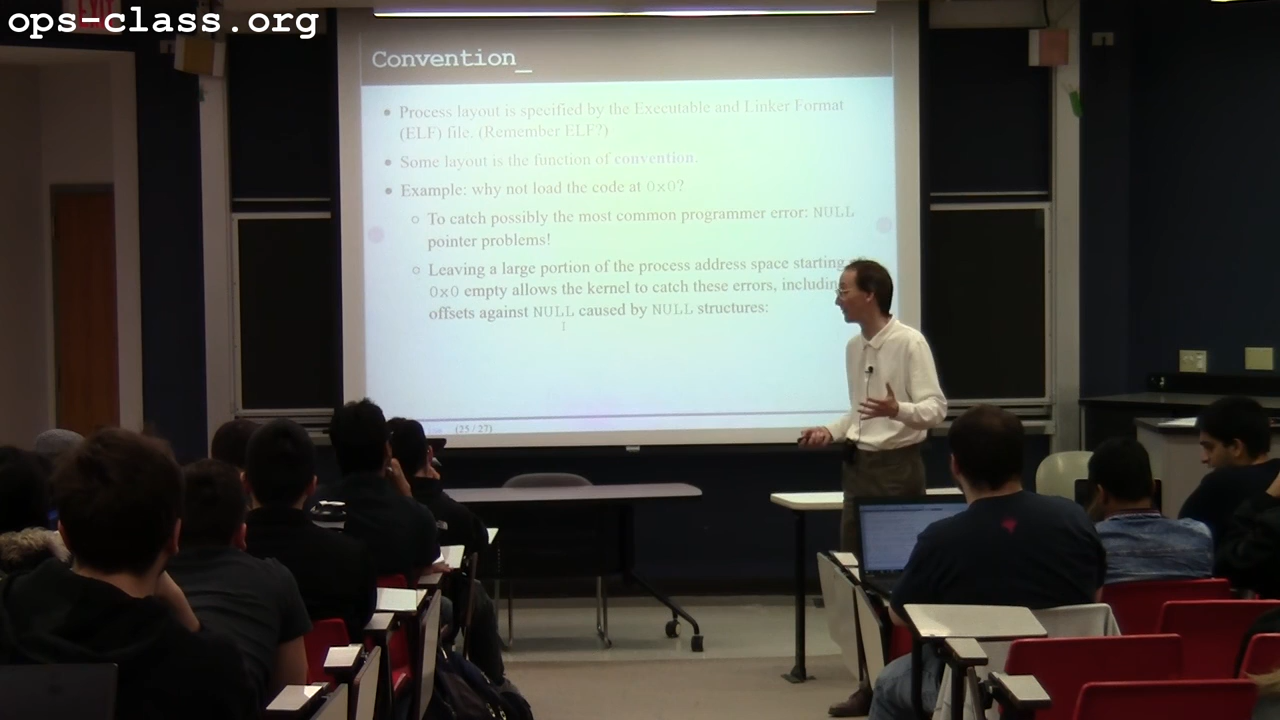 ops-class.org
EXIT
Convention_
Process layout is specified by the Executable and Linker Format
(ELF) file. (Remember ELF?)
Some layout is the function of convention.
Example: why not load the code at 0x0?
To catch possibly the most common programmer error: NULL
pointer problems!
Leaving a large portion of the process address space starting
0x0 empty allows the kernel to catch these errors, including
offsets against NULL caused by NULL structures:
(25 / 27)